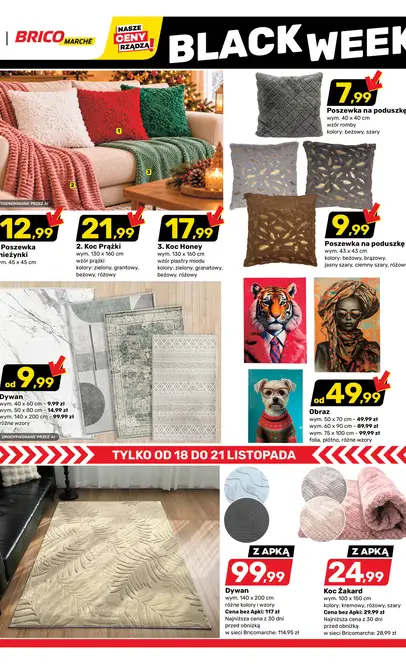 BRICO MARCHÉ
NASZE
CENY
RZĄDZĄ!
BLACK WEEK
7,99
Poszewka na poduszkę
wym. 40 x 40 cm
wzór romby
kolory: beżowy, szary
1
2
3
12,99
Poszewka
nieżynki
ym. 45 x 45 cm
21,99
2. Koc Prążki
wym. 130 x 160 cm
wzór prążki
kolory: zielony, grantowy,
beżowy, różowy
17,99
3. Koc Honey
wym. 130 x 160 cm
wzór plastry miodu
kolory: zielony, granatowy,
beżowy, różowy
9,99
Poszewka na poduszkę
wym. 43 x 43 cm
kolory: beżowy, brązowy,
jasny szary, ciemny szary, różow
od 9,99
Dywan
wym. 40 x 60 cm - 9,99 zł
wym. 50 x 80 cm - 14,99 zł
wym. 140 x 200 cm - 99,99 zł
różne wzory
ZMODYFIKOWANE PRZEZ AI
od 49,99
Obraz
wym. 50 x 70 cm - 49,99 zł
wym. 60 x 90 cm - 89,99 zł
wym. 75 x 100 cm - 99,99 zł
folia, płótno, różne wzory
TYLKO OD 18 DO 21 LISTOPADA
Z APKĄ
99,99
Dywan
wym. 140 x 200 cm
różne kolory i wzory
Cena bez Apki: 117 zł
Najniższa cena z 30 dni
przed obniżką
w sieci Bricomarche: 114,95 zł
Z APKĄ
24,99
Koc Żakard
wym. 100 x 150 cm
kolory: kremowy, różowy, szary
Cena bez Apki: 29,99 zł
Najniższa cena z 30 dni
przed obniżką
w sieci Bricomarche: 28,99 zł